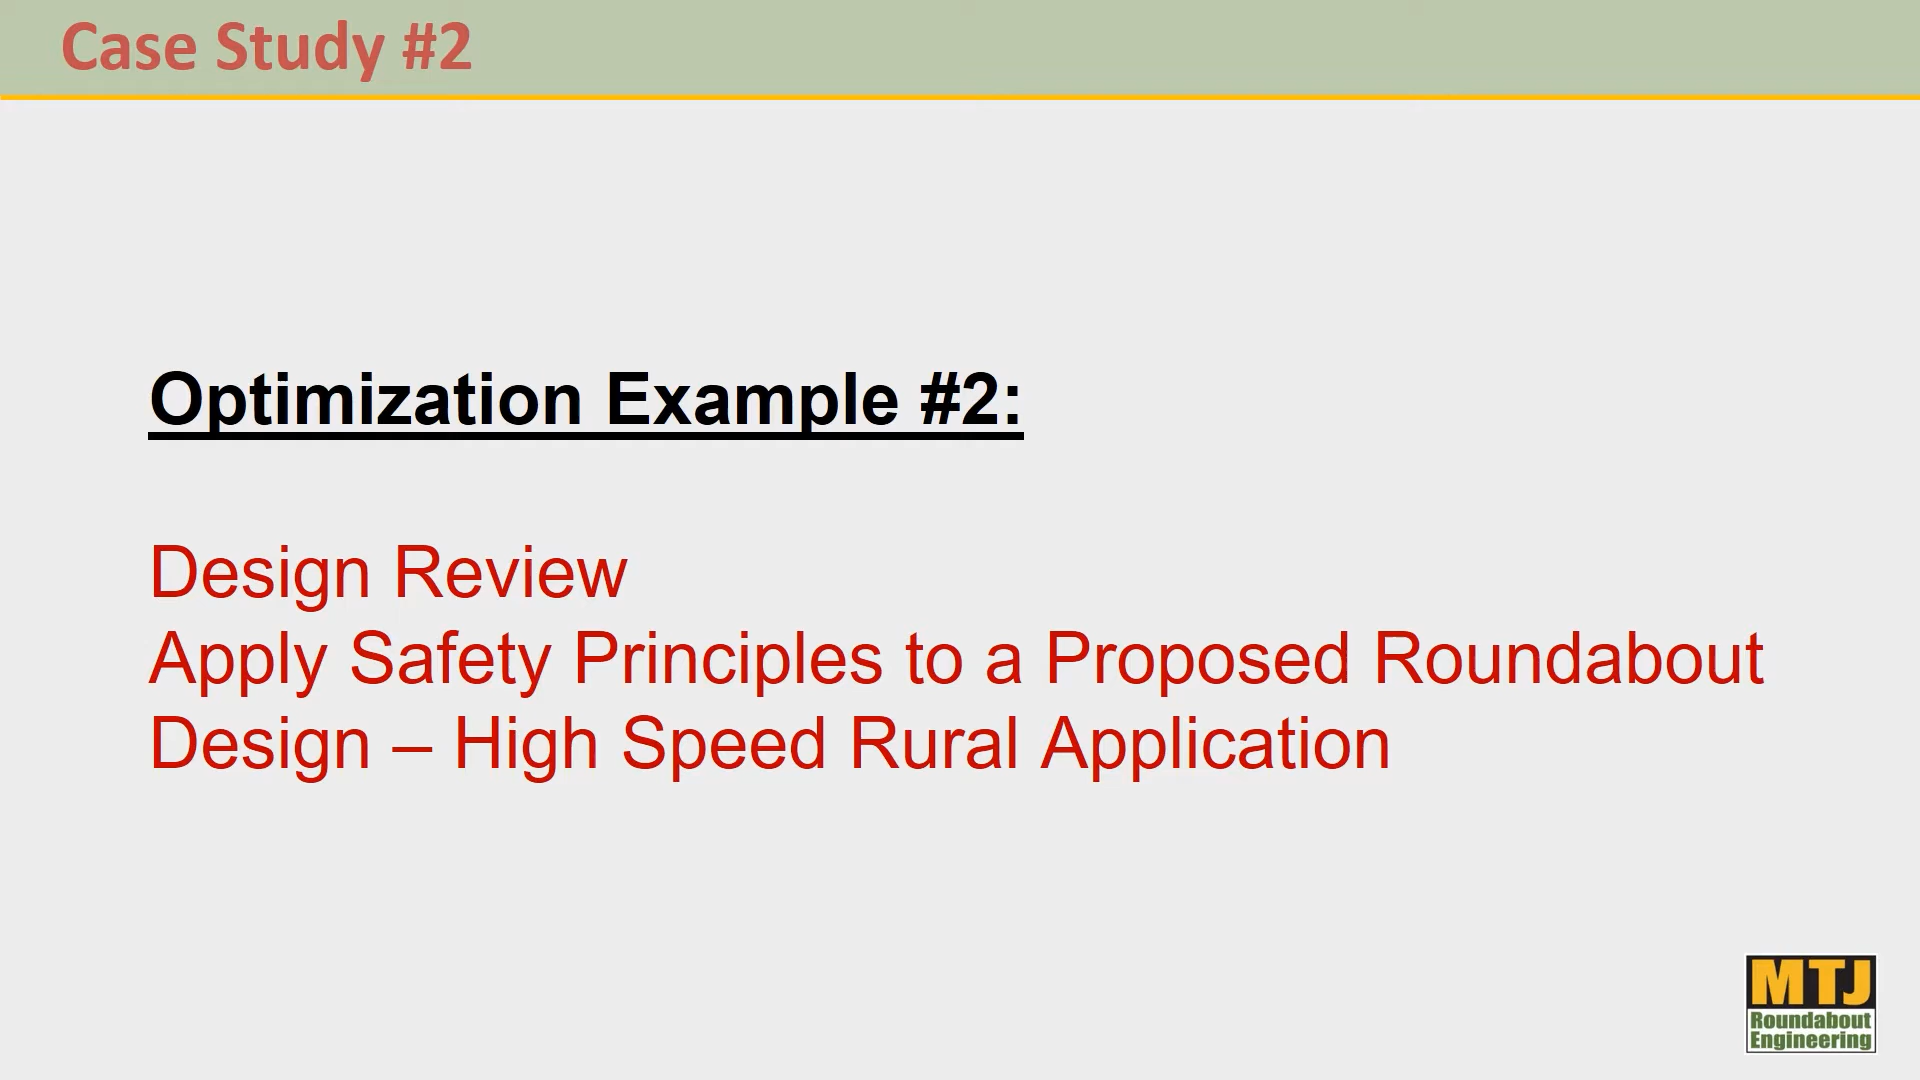 Case Study #2
Optimization Example #2:
Design Review
Apply Safety Principles to a Proposed Roundabout
Design – High Speed Rural Application
MTJ
Roundabout
Engineering